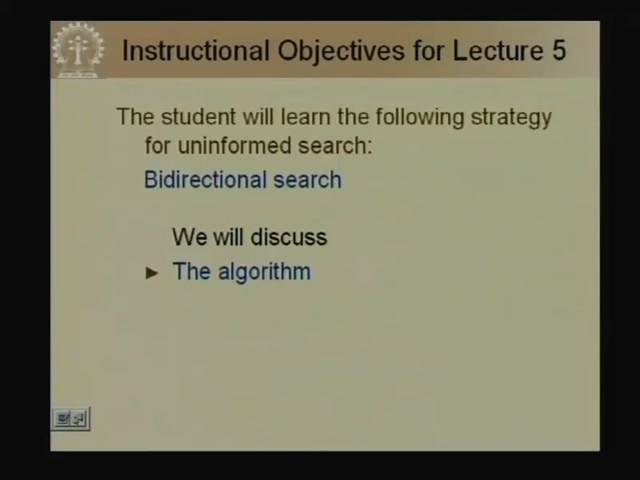 Instructional Objectives for Lecture 5
The student will learn the following strategy
for uninformed search:
Bidirectional search
We will discuss
► The algorithm